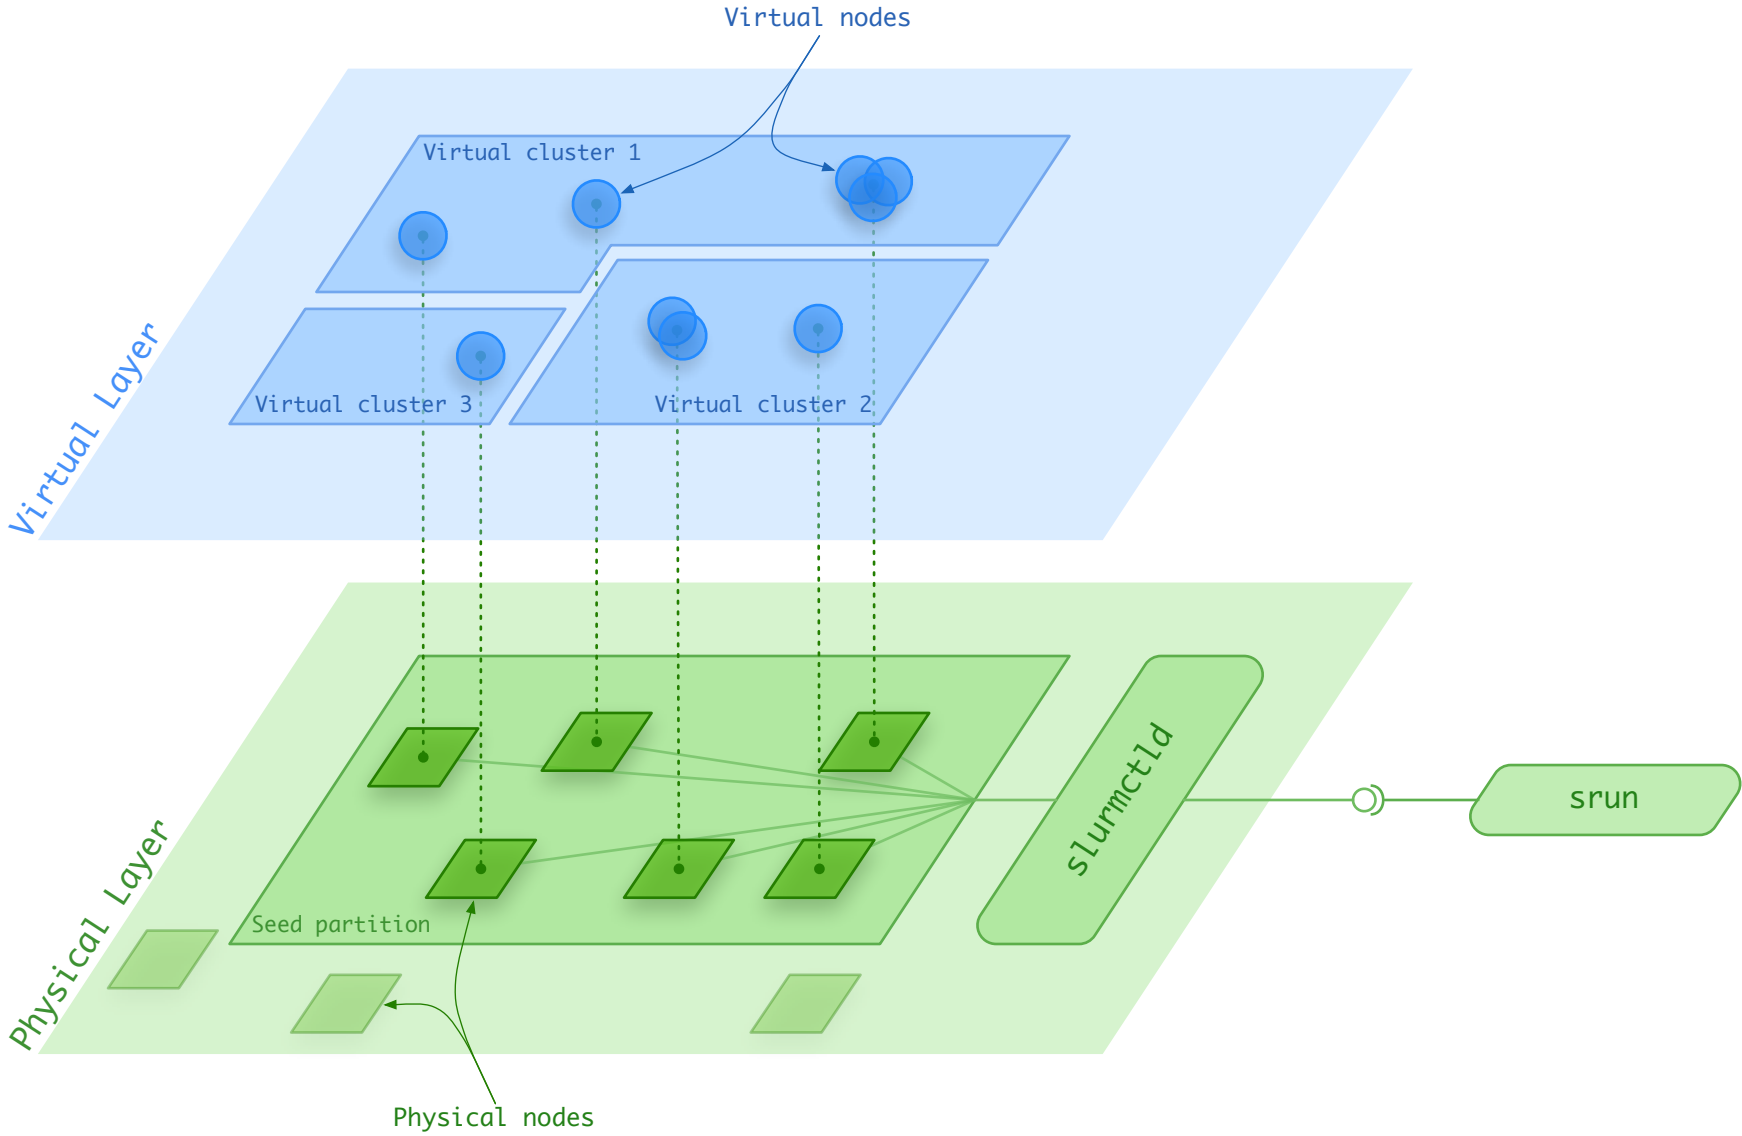 Virtual nodes
Virtual cluster 1
Virtual cluster 3
Virtual cluster 2
Virtual Layer
slurmctld
srun
Seed partition
Physical Layer
Physical nodes